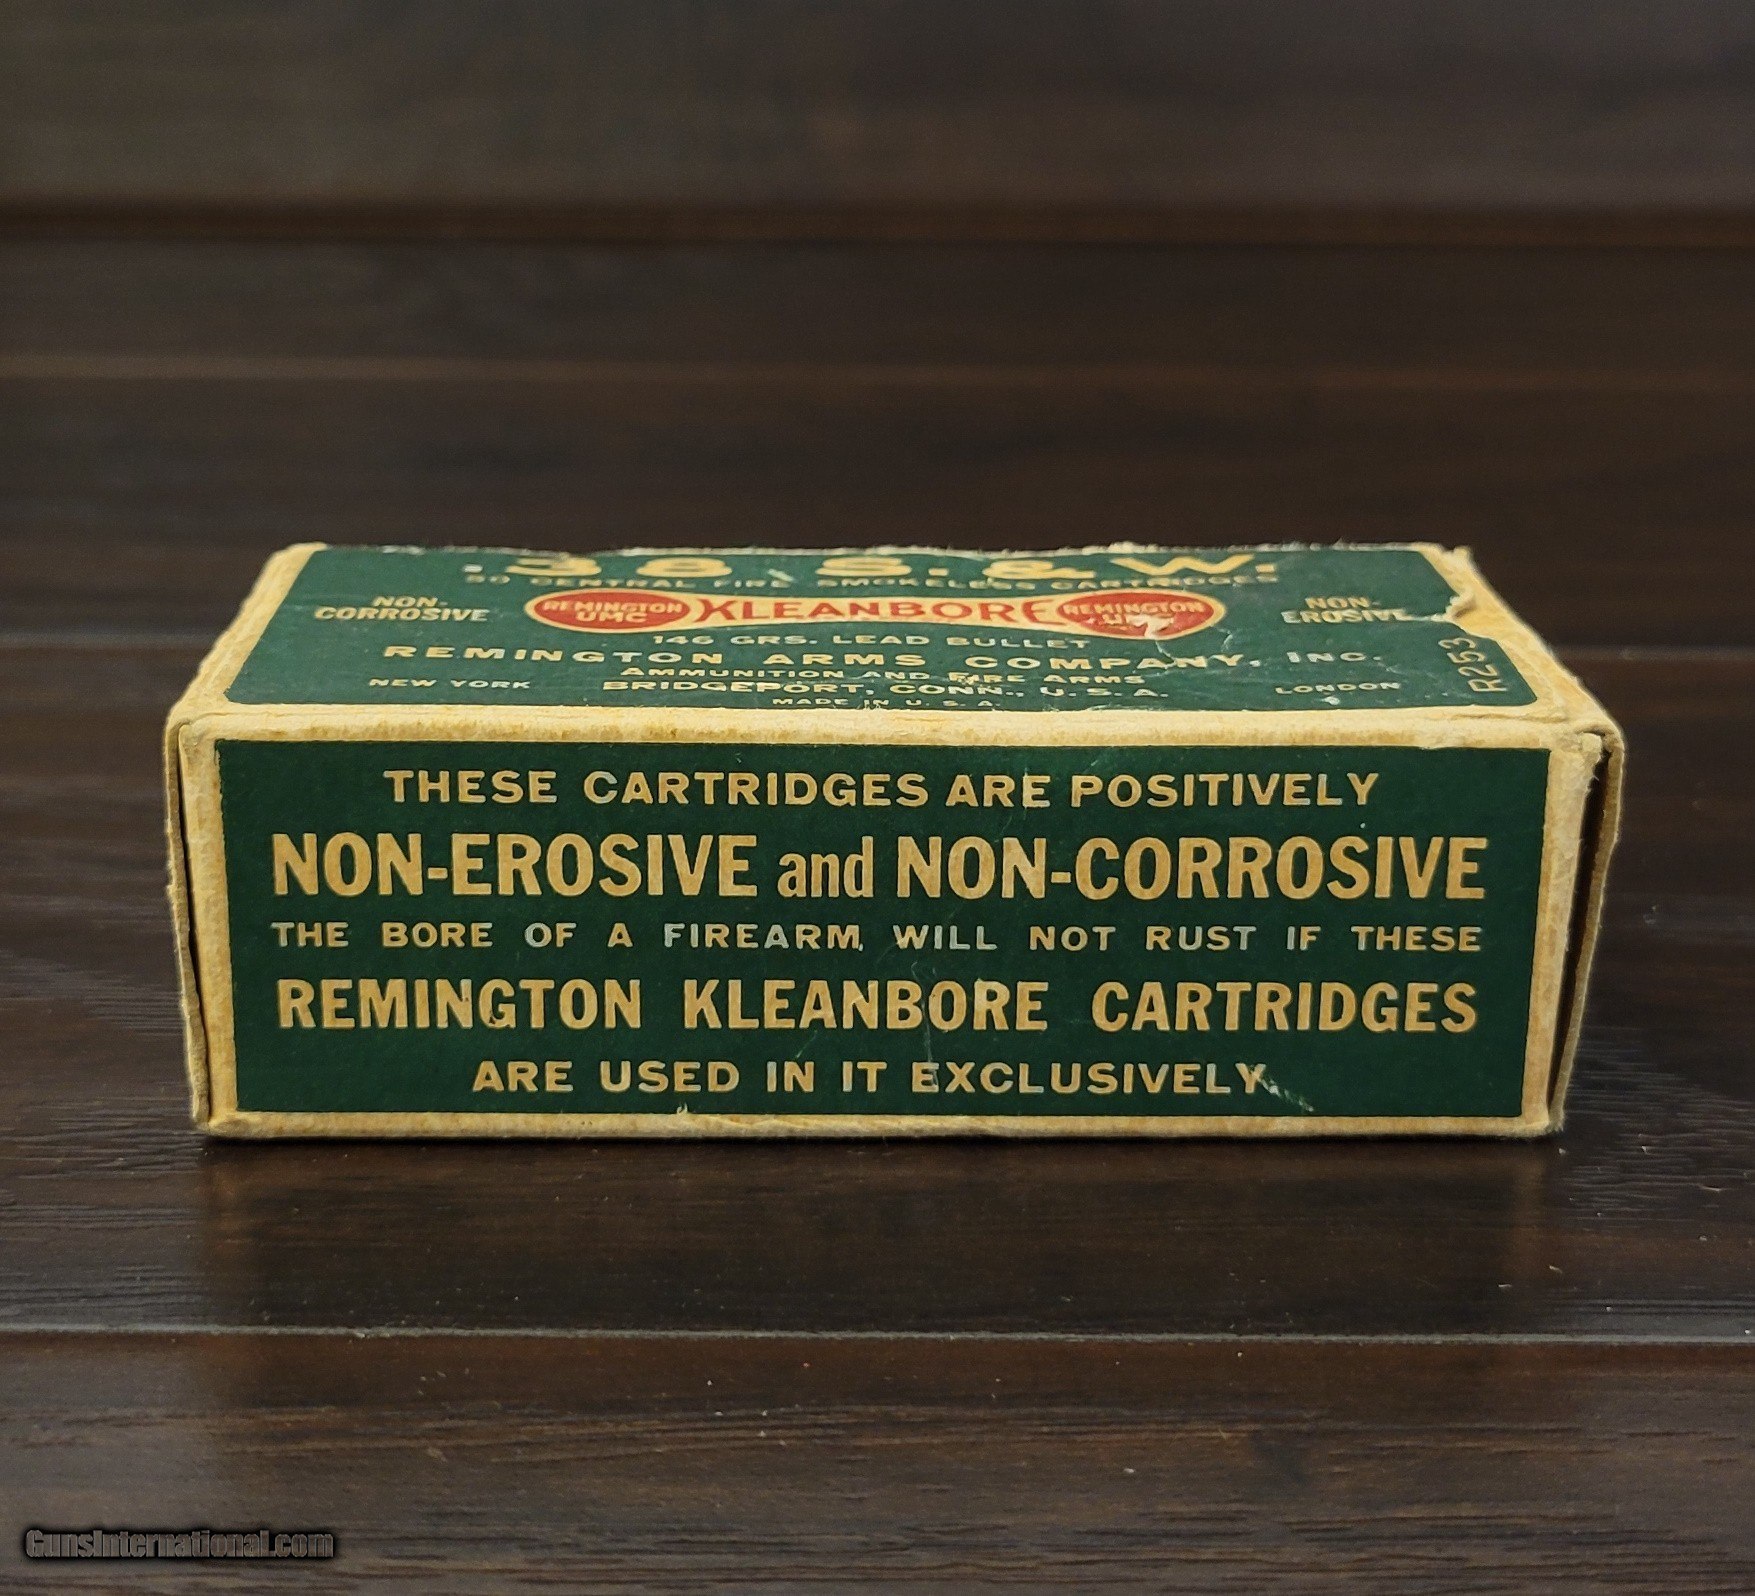 .38 S. & W.
50 CENTRAL FIRE SMOKELESS CARTRIDGES
NON-
CORROSIVE
REMINGTON
UMC
KLEANBORE
REMINGTON
UMC
NON-
EROSIVE
146 GRS. LEAD BULLET
REMINGTON ARMS COMPANY, INC.
AMMUNITION AND FIRE ARMS
NEW YORK BRIDGEPORT, CONN., U. S. A. LONDON
MADE IN U. S. A.
R253
THESE CARTRIDGES ARE POSITIVELY
NON-EROSIVE and NON-CORROSIVE
THE BORE OF A FIREARM, WILL NOT RUST IF THESE
REMINGTON KLEANBORE CARTRIDGES
ARE USED IN IT EXCLUSIVELY.
GunsInternational.com